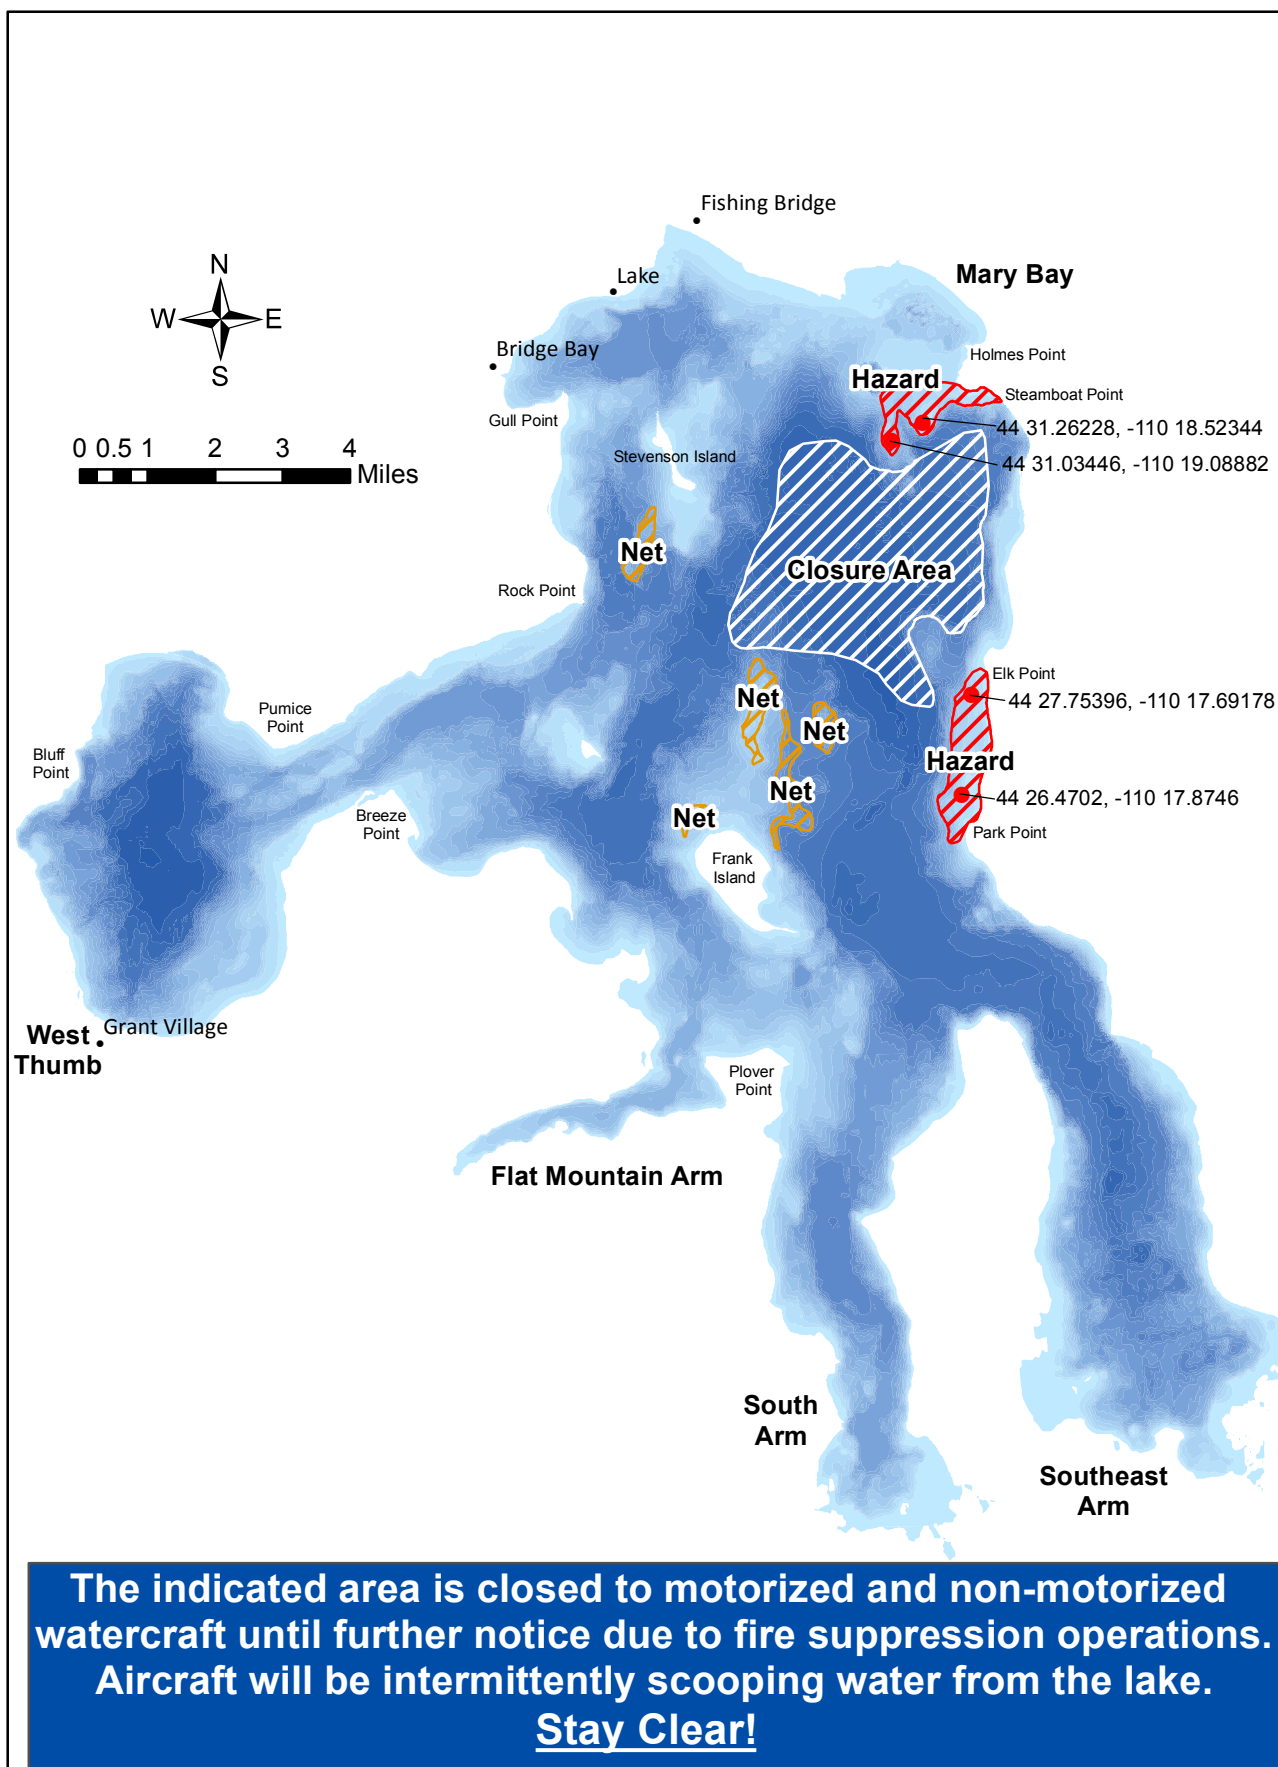 Fishing Bridge
N
Lake
Mary Bay
W
E
Bridge Bay
Holmes Point
S
Hazard
Steamboat Point
Gull Point
44 31.26228, -110 18.52344
0 0.5 1 2 3 4
Miles
Stevenson Island
44 31.03446, -110 19.08882
Net
Closure Area
Rock Point
Elk Point
Net
44 27.75396, -110 17.69178
Pumice
Point
Net
Bluff
Point
Hazard
Net
44 26.4702, -110 17.8746
Breeze
Point
Net
Park Point
Frank
Island
Grant Village
West
Thumb
Plover
Point
Flat Mountain Arm
South
Arm
Southeast
Arm
The indicated area is closed to motorized and non-motorized
watercraft until further notice due to fire suppression operations.
Aircraft will be intermittently scooping water from the lake.
Stay Clear!